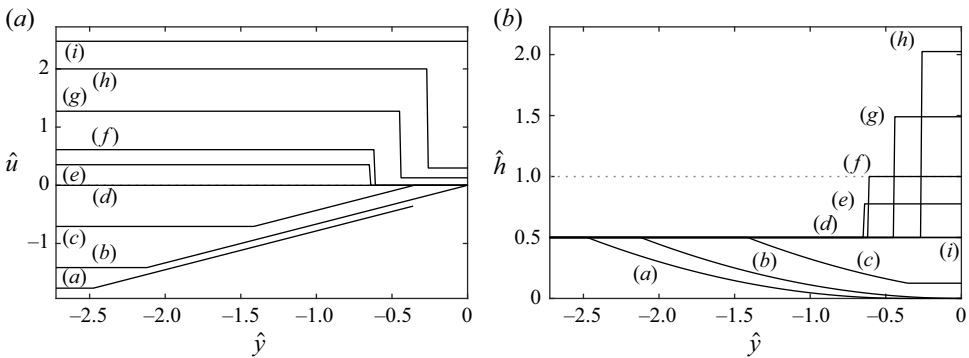 (a) (b)
(i)
2 (h) 2.0 (h)
(g)
1.5 (g)
1 (f)
û ĥ 1.0 (f)
(e) (e)
0 (d) (d)
0.5 (i)
(c) (b) (c)
−1 (b) (a)
(a)
0
−2.5 −2.0 −1.5 −1.0 −0.5 0 −2.5 −2.0 −1.5 −1.0 −0.5 0
ŷ ŷ